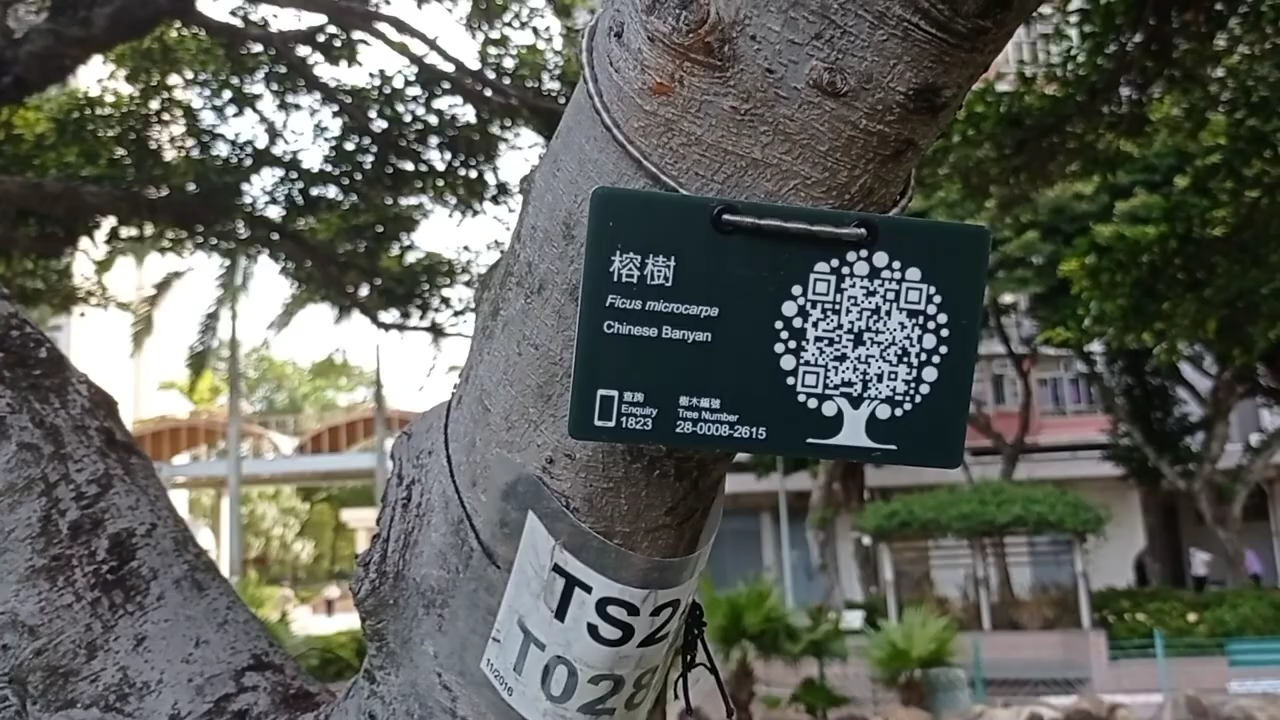 榕樹
Ficus microcarpa
Chinese Banyan
查詢
Enquiry
1823
樹木編號
Tree Number
28-0008-2615
TS2
T028
11/2016